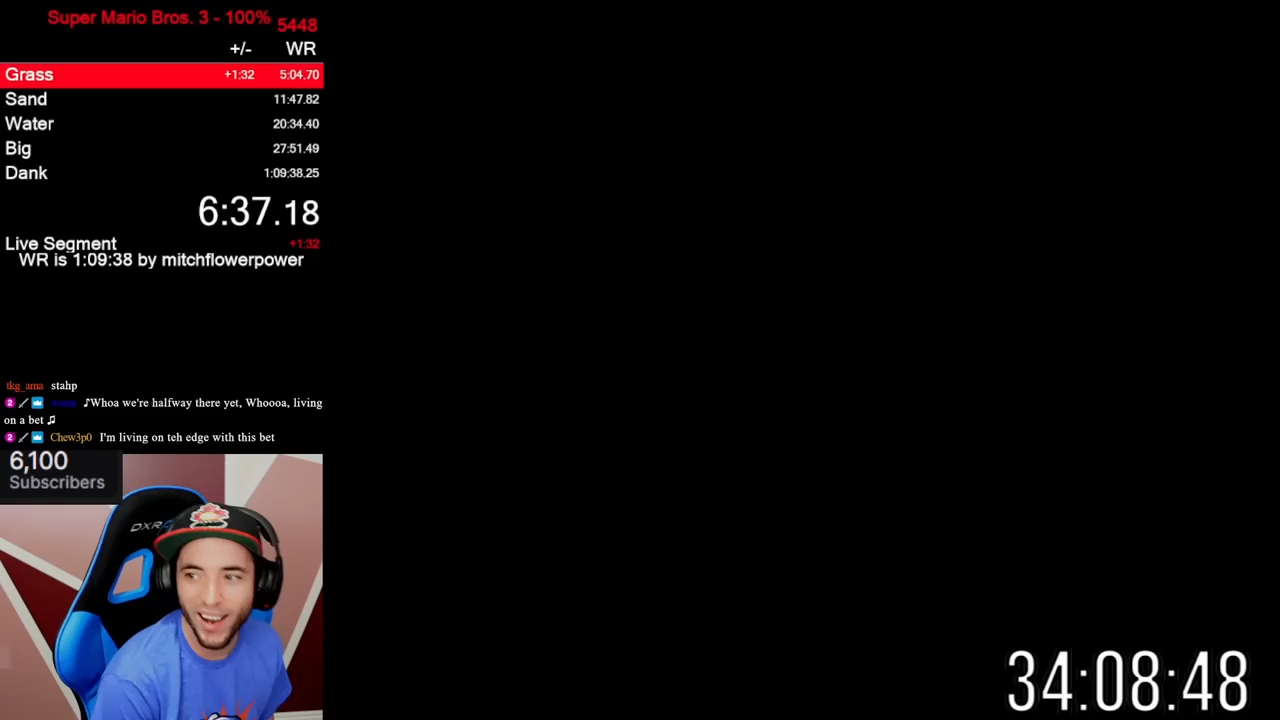 Super Mario Bros. 3 - 100% 5448
+/- WR
Grass +1:32 5:04.70
Sand 11:47.82
Water 20:34.40
Big 27:51.49
Dank 1:09:38.25
6:37.18
Live Segment +1:32
WR is 1:09:38 by mitchflowerpower
tkg_ama stahp
2 ♪Whoa we're halfway there yet, Whoooa, living
on a bet ♫
2 Chew3p0 I'm living on teh edge with this bet
6,100
Subscribers
DXR
34:08:48